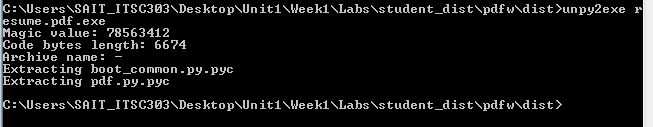 C:\Users\SAIT_ITSC303\Desktop\Unit1\Week1\Labs\student_dist\pdfw\dist>unpy2exe r
esume.pdf.exe
Magic value: 78563412
Code bytes length: 6674
Archive name: -
Extracting boot_common.py.pyc
Extracting pdf.py.pyc
C:\Users\SAIT_ITSC303\Desktop\Unit1\Week1\Labs\student_dist\pdfw\dist>